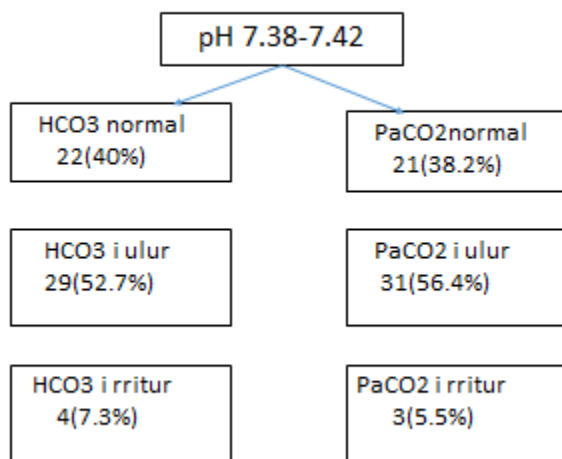 pH 7.38-7.42
HCO3 normal
22(40%)
PaCO2normal
21(38.2%)
HCO3 i ulur
29(52.7%)
PaCO2 i ulur
31(56.4%)
HCO3 i rritur
4(7.3%)
PaCO2 i rritur
3(5.5%)